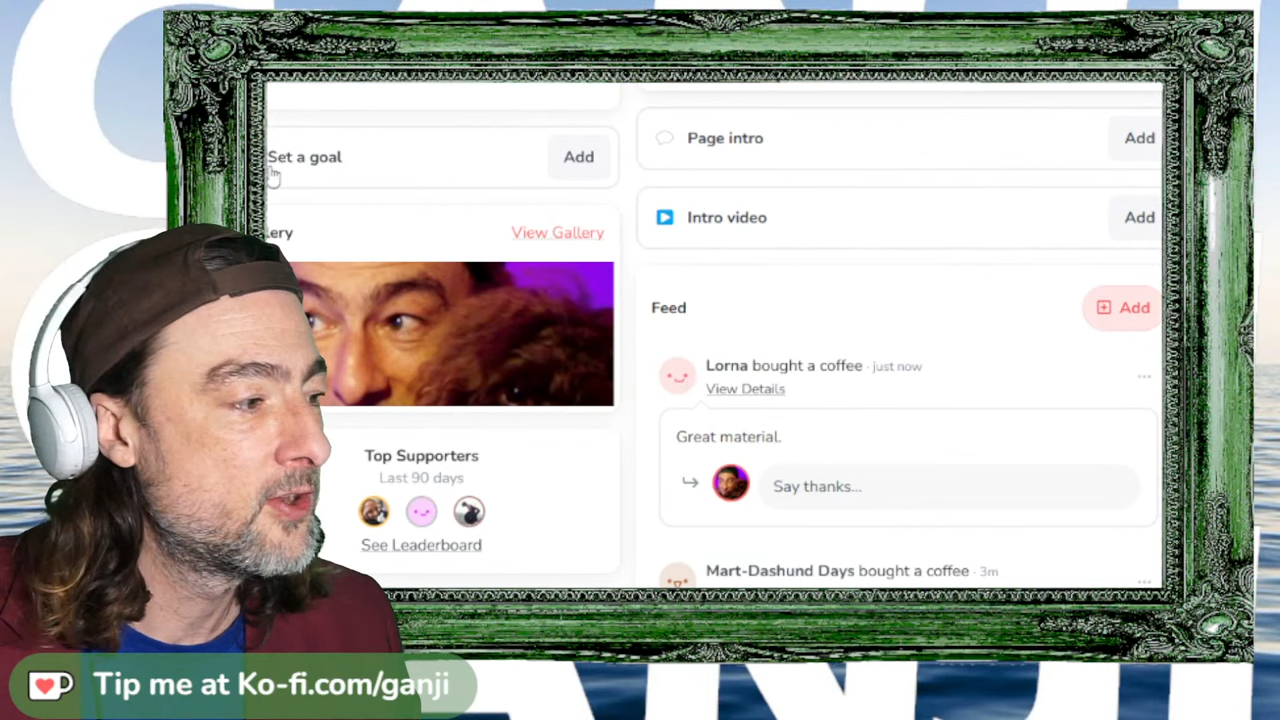 Set a goal
Add
lery
View Gallery
Top Supporters
Last 90 days
See Leaderboard
Page intro
Add
Intro video
Add
Feed
Add
Lorna bought a coffee · just now
View Details
Great material.
Say thanks...
Mart-Dashund Days bought a coffee · 3m
Tip me at Ko-fi.com/ganji